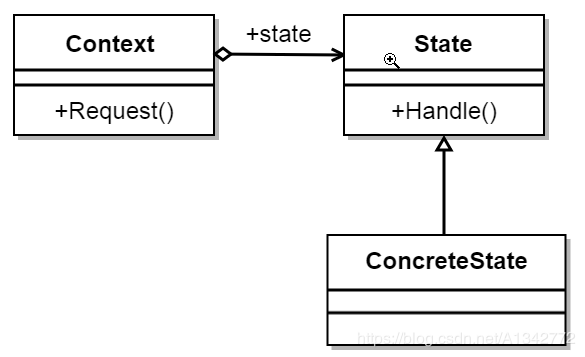 Context
+state
State
+Request()
+Handle()
ConcreteState
https://blog.csdn.net/A1342772